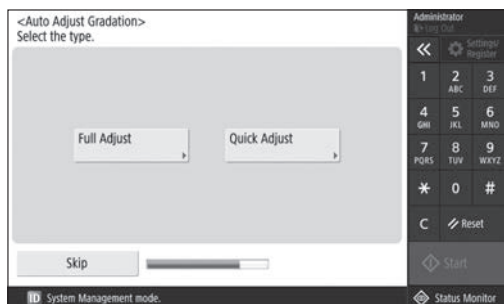 <Auto Adjust Gradation>
Select the type.
Full Adjust
Quick Adjust
Skip
ID System Management mode.
Administrator
Log Out
Settings/
Register
1
2
ABC
3
DEF
4
GHI
5
JKL
6
MNO
7
PQRS
8
TUV
9
WXYZ
*
0
#
C
Reset
Start
Status Monitor